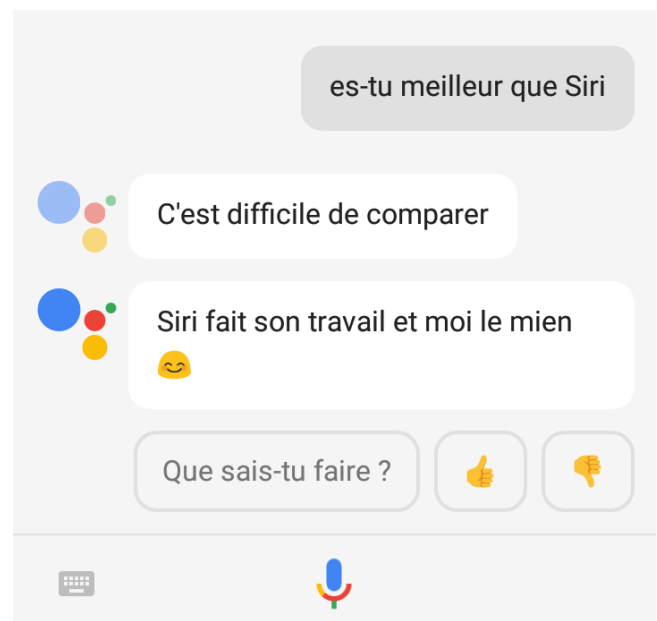 es-tu meilleur que Siri
C'est difficile de comparer
Siri fait son travail et moi le mien
😊
Que sais-tu faire ? 👍 👎